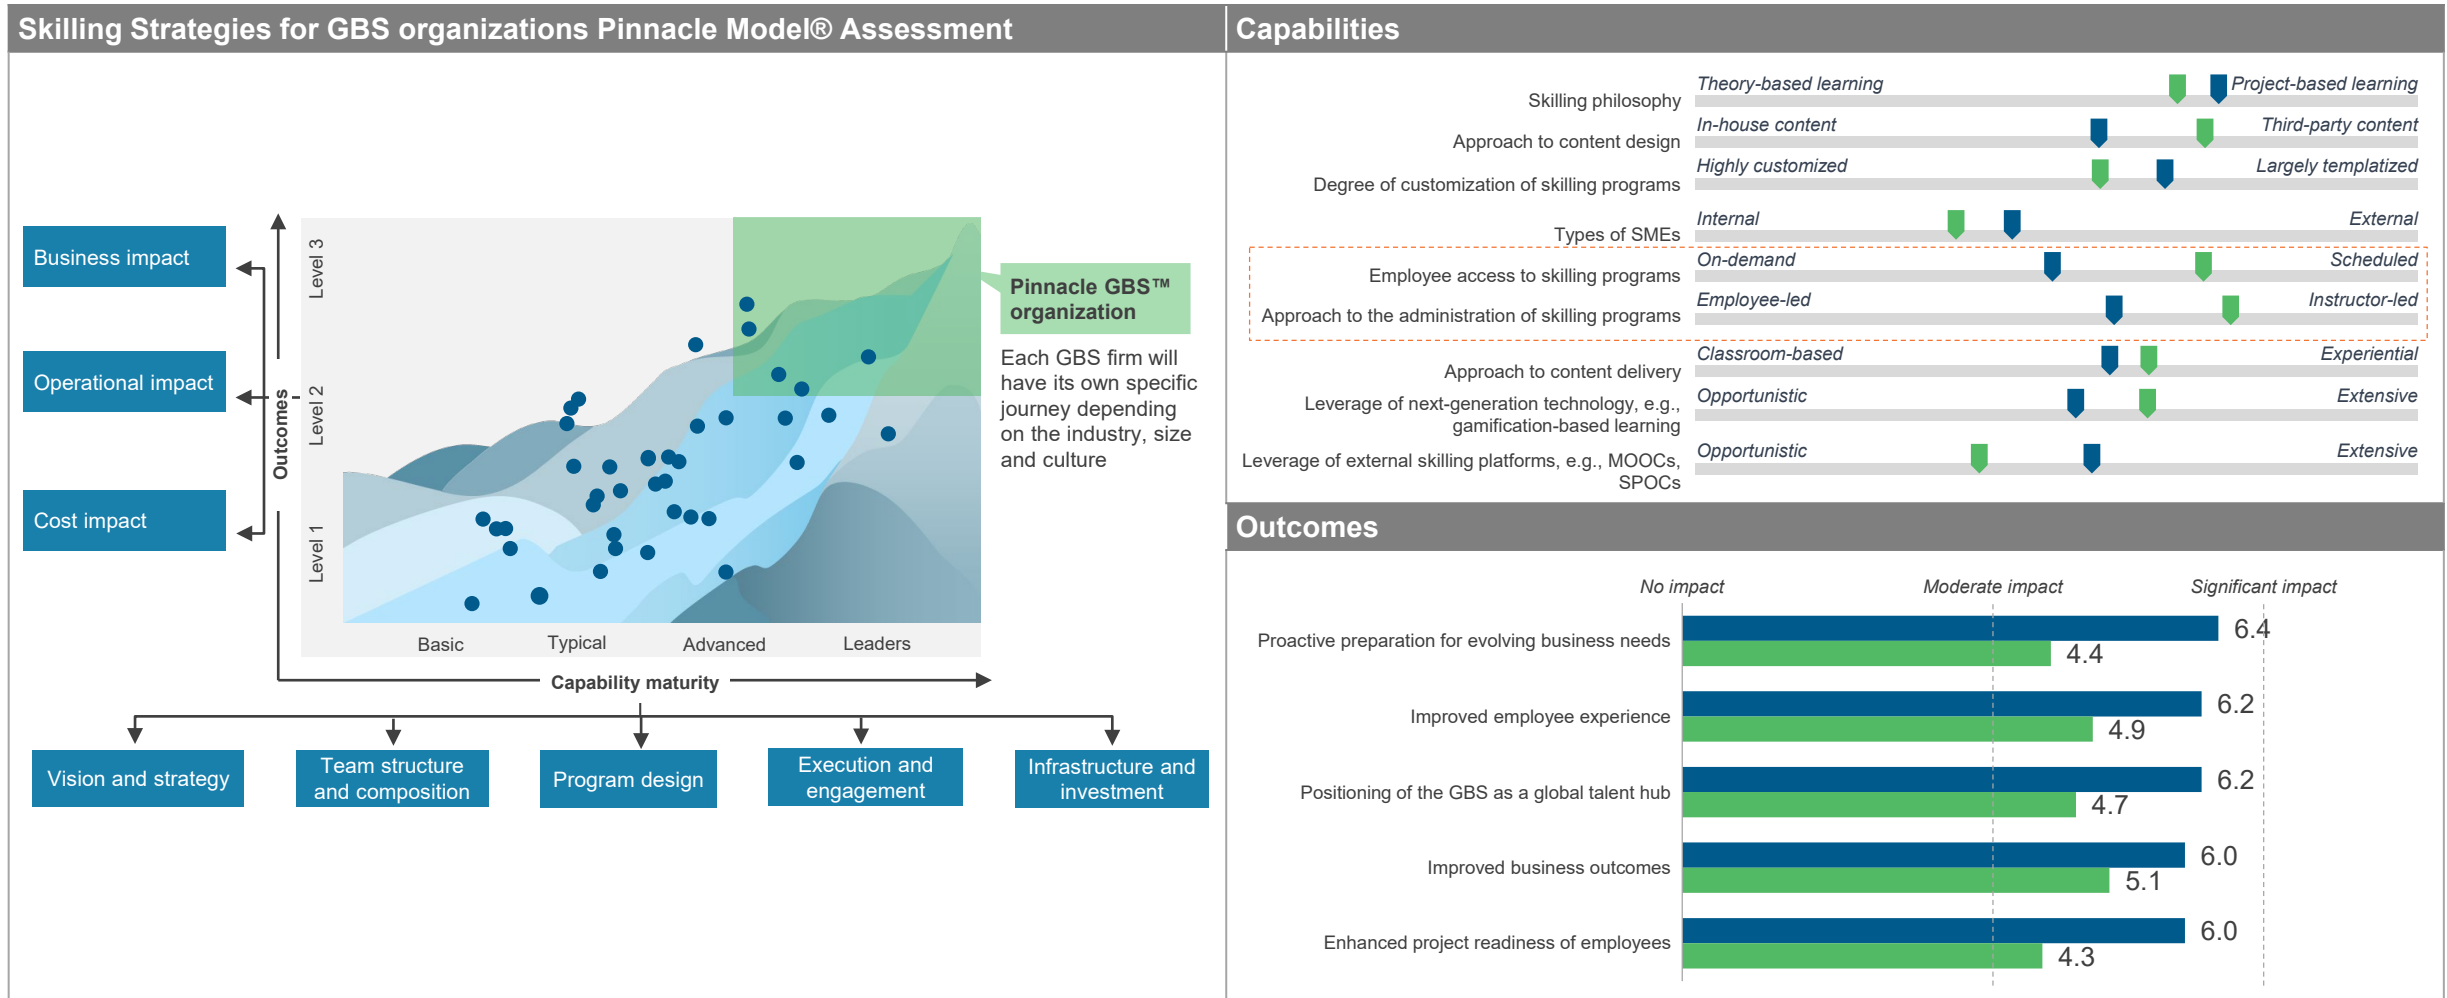 Skilling Strategies for GBS organizations Pinnacle Model® Assessment
Business impact
Operational impact
Cost impact
Outcomes
Level 3
Level 2
Level 1
Basic
Typical
Advanced
Leaders
Capability maturity
Pinnacle GBS™
organization
Each GBS firm will
have its own specific
journey depending
on the industry, size
and culture
Vision and strategy
Team structure
and composition
Program design
Execution and
engagement
Infrastructure and
investment
Capabilities
Skilling philosophy
Theory-based learning
Project-based learning
Approach to content design
In-house content
Third-party content
Degree of customization of skilling programs
Highly customized
Largely templatized
Types of SMEs
Internal
External
Employee access to skilling programs
On-demand
Scheduled
Approach to the administration of skilling programs
Employee-led
Instructor-led
Approach to content delivery
Classroom-based
Experiential
Leverage of next-generation technology, e.g.,
gamification-based learning
Opportunistic
Extensive
Leverage of external skilling platforms, e.g., MOOCs,
SPOCs
Opportunistic
Extensive
Outcomes
No impact
Moderate impact
Significant impact
Proactive preparation for evolving business needs
6.4
4.4
Improved employee experience
6.2
4.9
Positioning of the GBS as a global talent hub
6.2
4.7
Improved business outcomes
6.0
5.1
Enhanced project readiness of employees
6.0
4.3